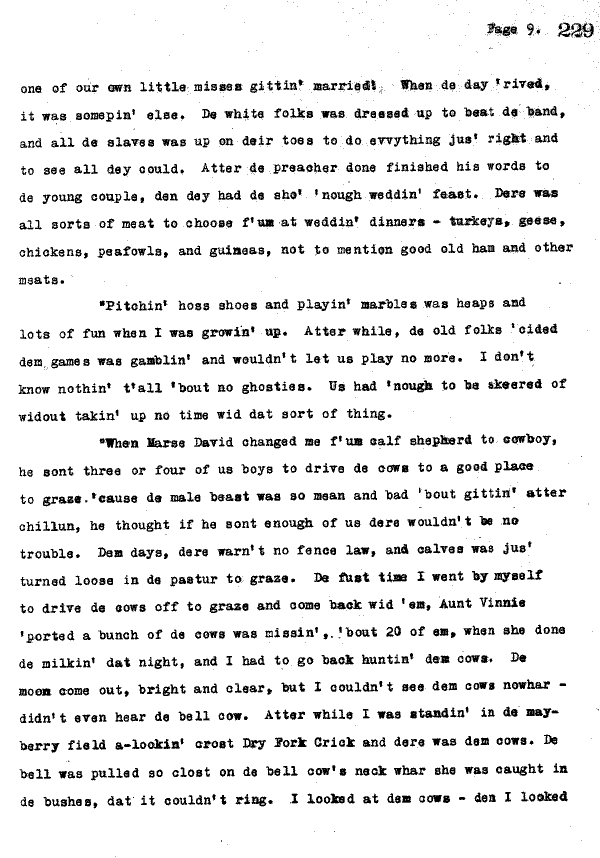 Page 9. 229
one of our own little misses gittin' married! When de day 'rived,
it was somepin' else. De white folks was dressed up to beat de band,
and all de slaves was up on deir toes to do evvything jus' right and
to see all dey could. Atter de preacher done finished his words to
de young couple, den dey had de sho' 'nough weddin' feast. Dere was
all sorts of meat to choose f'um at weddin' dinners - turkeys, geese,
chickens, peafowls, and guineas, not to mention good old ham and other
meats.
"Pitchin' hoss shoes and playin' marbles was heaps and
lots of fun when I was growin' up. Atter while, de old folks 'cided
dem games was gamblin' and wouldn't let us play no more. I don't
know nothin' t'all 'bout no ghosties. Us had 'nough to be skeered of
widout takin' up no time wid dat sort of thing.
"When Marse David changed me f'um calf shepherd to cowboy,
he sont three or four of us boys to drive de cows to a good place
to graze.'cause de male beast was so mean and bad 'bout gittin' atter
chillun, he thought if he sont enough of us dere wouldn't be no
trouble. Dem days, dere warn't no fence law, and calves was jus'
turned loose in de pastur to graze. De fust time I went by myself
to drive de cows off to graze and come back wid 'em, Aunt Vinnie
'ported a bunch of de cows was missin', 'bout 20 of em, when she done
de milkin' dat night, and I had to go back huntin' dem cows. De
moon come out, bright and clear, but I couldn't see dem cows nowhar -
didn't even hear de bell cow. Atter while I was standin' in de may-
berry field a-lookin' crost Dry Fork Crick and dere was dem cows. De
bell was pulled so clost on de bell cow's neck whar she was caught in
de bushes, dat it couldn't ring. I looked at dem cows - den I looked